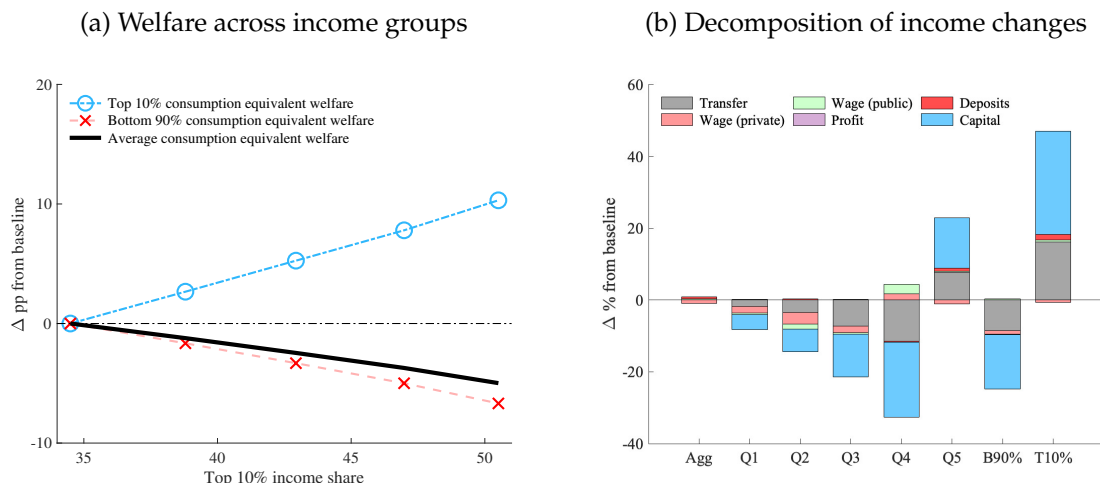 (a) Welfare across income groups
20
10
0
-10
Δ pp from baseline
Top 10% consumption equivalent welfare
Bottom 90% consumption equivalent welfare
Average consumption equivalent welfare
35 40 45 50
Top 10% income share
(b) Decomposition of income changes
60
40
20
0
-20
-40
Δ % from baseline
Transfer Wage (public) Deposits
Wage (private) Profit Capital
Agg Q1 Q2 Q3 Q4 Q5 B90% T10%